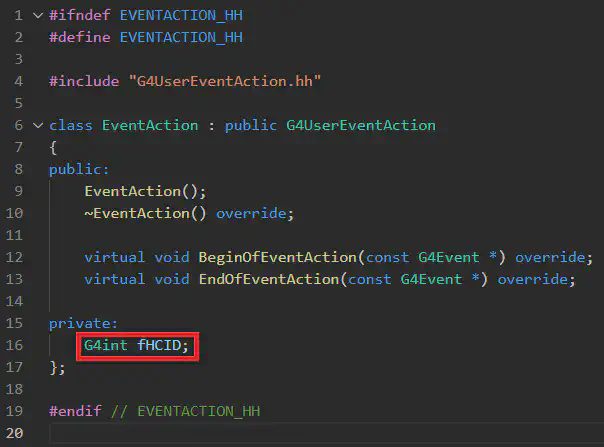 1 #ifndef EVENTACTION_HH
2 #define EVENTACTION_HH
3
4 #include "G4UserEventAction.hh"
5
6 class EventAction : public G4UserEventAction
7 {
8 public:
9     EventAction();
10     ~EventAction() override;
11
12     virtual void BeginOfEventAction(const G4Event *) override;
13     virtual void EndOfEventAction(const G4Event *) override;
14
15 private:
16     G4int fHCID;
17 };
18
19 #endif // EVENTACTION_HH
20